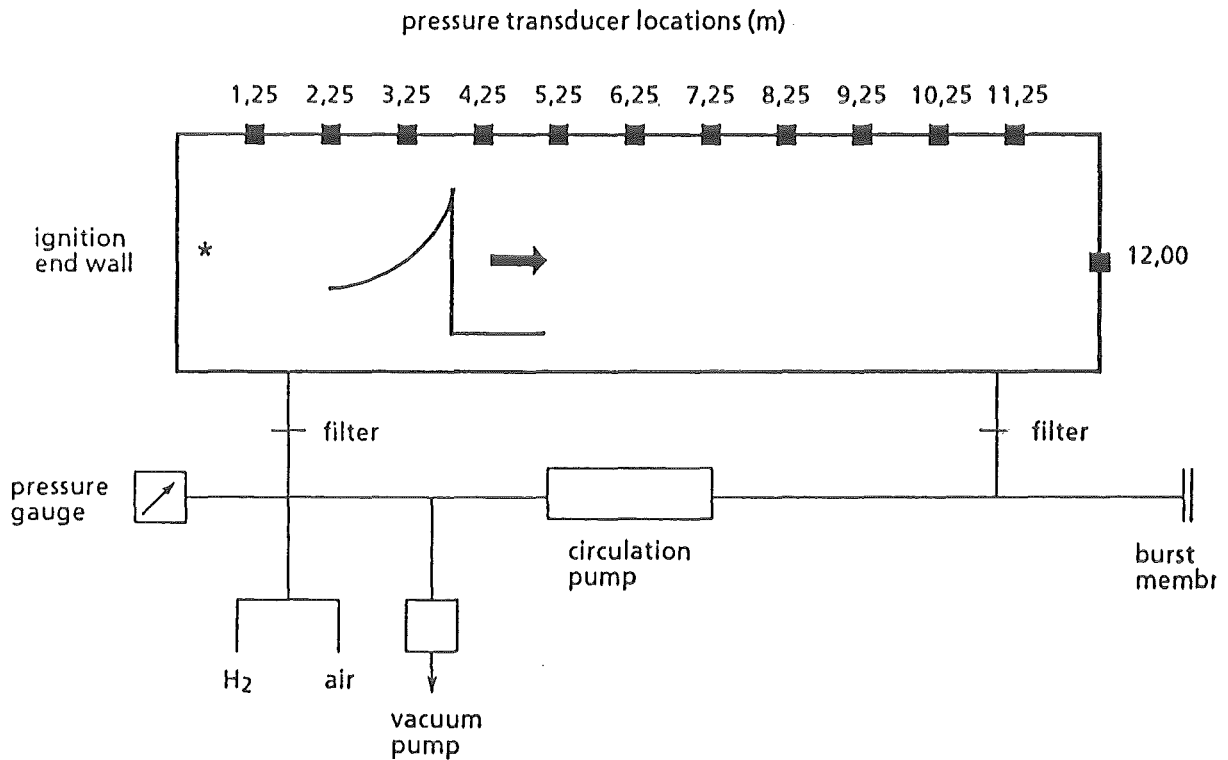 pressure transducer locations (m)
1,25 2,25 3,25 4,25 5,25 6,25 7,25 8,25 9,25 10,25 11,25
ignition
end wall
*
12,00
filter
filter
pressure
gauge
circulation
pump
burst
membr
H2
air
vacuum
pump